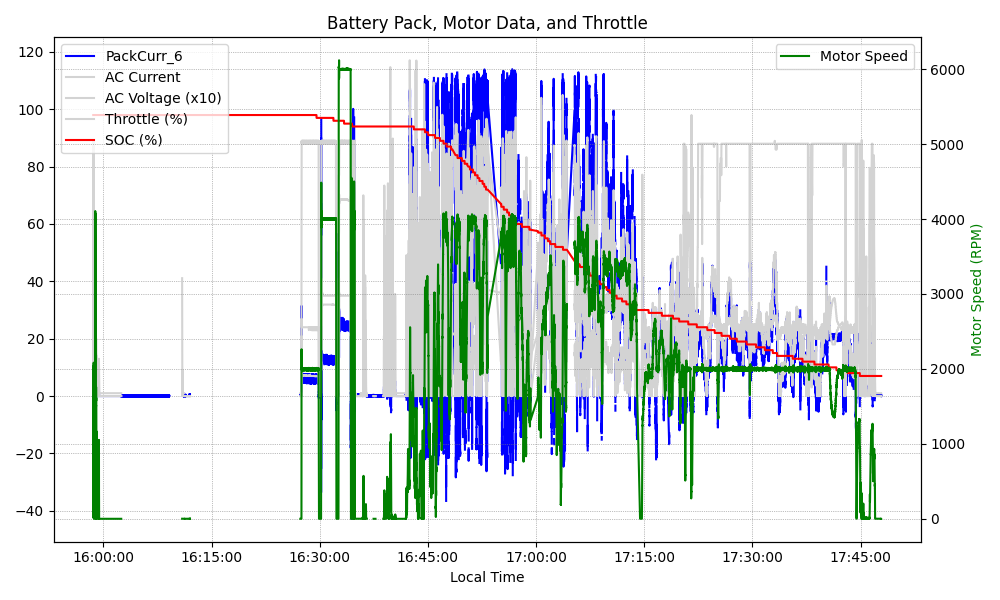 Battery Pack, Motor Data, and Throttle
PackCurr_6
AC Current
AC Voltage (x10)
Throttle (%)
SOC (%)
Motor Speed
120
100
80
60
40
20
0
−20
−40
6000
5000
4000
3000
2000
1000
0
Motor Speed (RPM)
16:00:00
16:15:00
16:30:00
16:45:00
17:00:00
17:15:00
17:30:00
17:45:00
Local Time